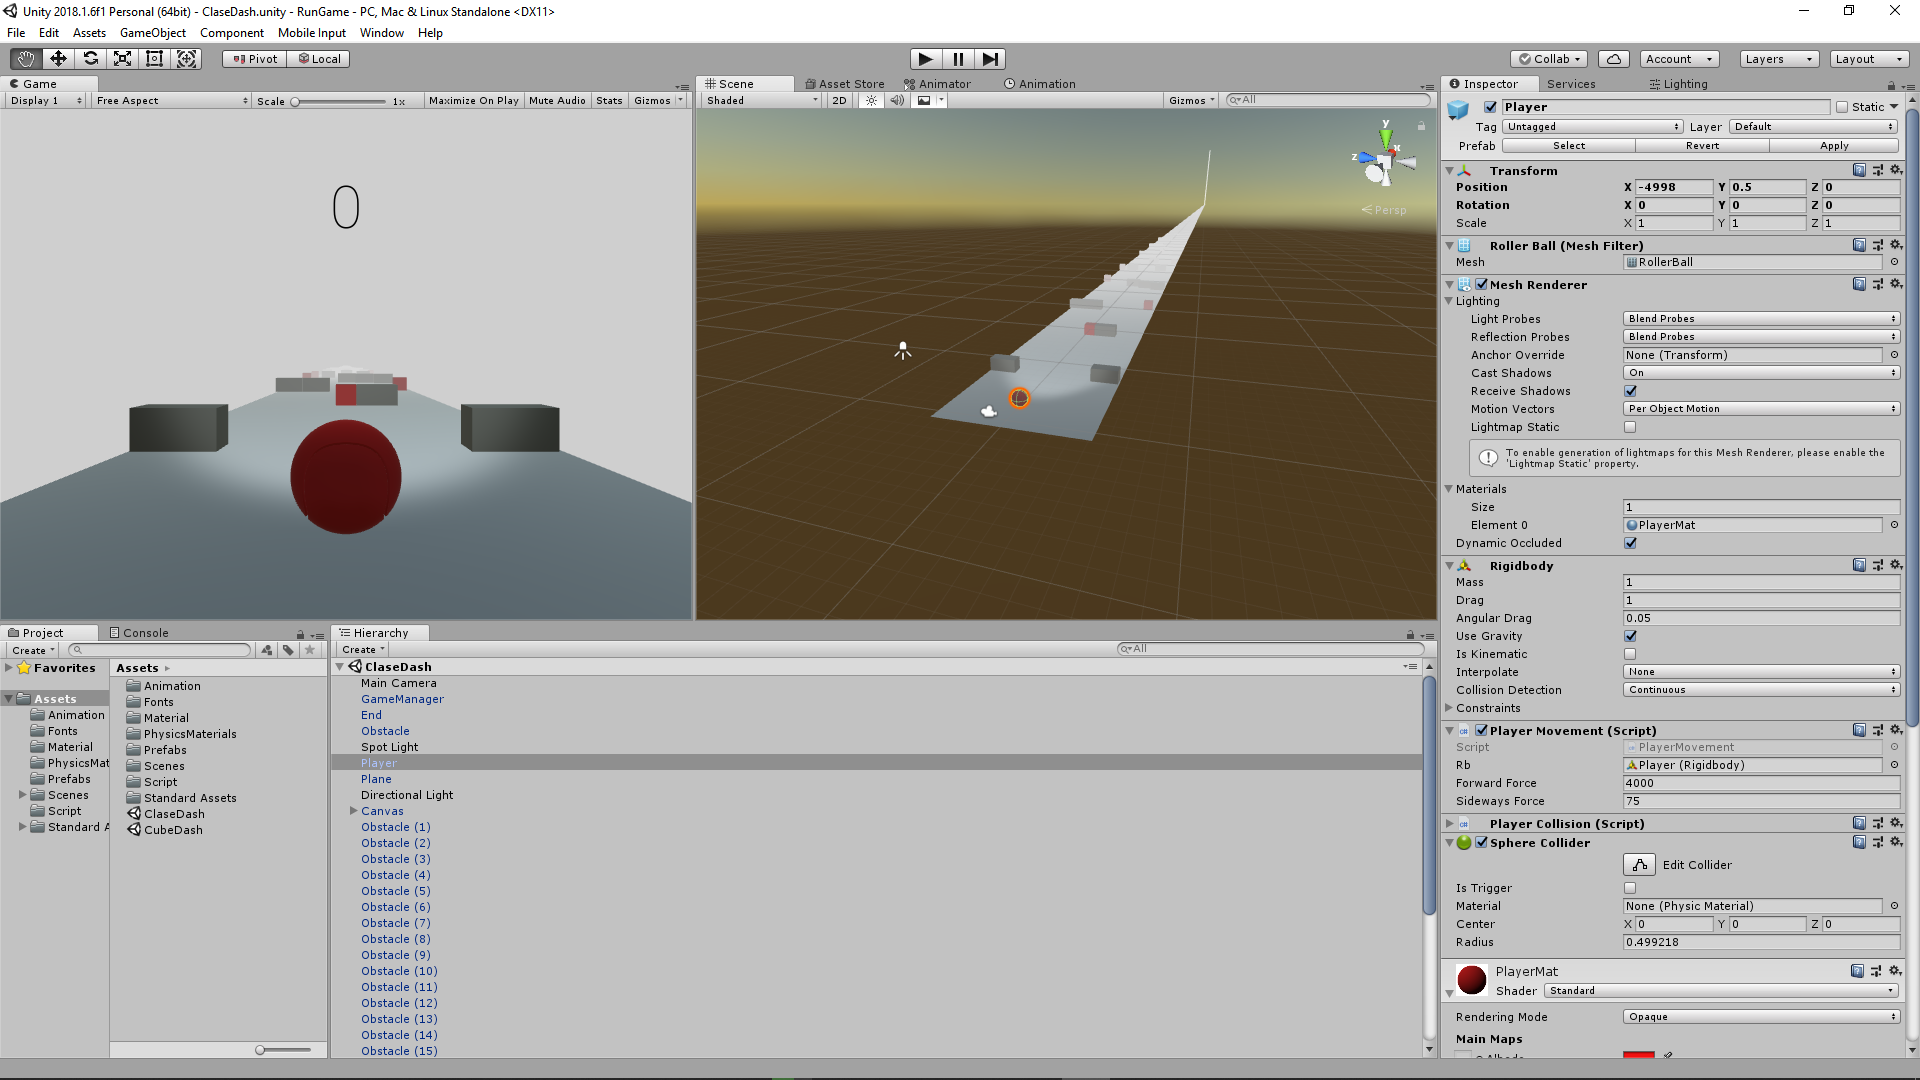 Unity 2018.1.6f1 Personal (64bit) - ClaseDash.unity - RunGame - PC, Mac & Linux Standalone <DX11>
File Edit Assets GameObject Component Mobile Input Window Help
Pivot Local Collab Account Layers Layout
Game
Display 1 Free Aspect Scale 1x Maximize On Play Mute Audio Stats Gizmos
0
Scene Asset Store Animator Animation
Shaded 2D Gizmos All
y
x
z
Persp
Project Console
Create
Favorites
Assets
Animation
Fonts
Material
PhysicsMat
Prefabs
Scenes
Script
Standard A
Assets
Animation
Fonts
Material
PhysicsMaterials
Prefabs
Scenes
Script
Standard Assets
ClaseDash
CubeDash
Hierarchy
Create All
ClaseDash
Main Camera
GameManager
End
Obstacle
Spot Light
Player
Plane
Directional Light
Canvas
Obstacle (1)
Obstacle (2)
Obstacle (3)
Obstacle (4)
Obstacle (5)
Obstacle (6)
Obstacle (7)
Obstacle (8)
Obstacle (9)
Obstacle (10)
Obstacle (11)
Obstacle (12)
Obstacle (13)
Obstacle (14)
Obstacle (15)
Inspector Services Lighting
Player Static
Tag Untagged Layer Default
Prefab Select Revert Apply
Transform
Position X -4998 Y 0.5 Z 0
Rotation X 0 Y 0 Z 0
Scale X 1 Y 1 Z 1
Roller Ball (Mesh Filter)
Mesh RollerBall
Mesh Renderer
Lighting
Light Probes Blend Probes
Reflection Probes Blend Probes
Anchor Override None (Transform)
Cast Shadows On
Receive Shadows
Motion Vectors Per Object Motion
Lightmap Static
To enable generation of lightmaps for this Mesh Renderer, please enable the
'Lightmap Static' property.
Materials
Size 1
Element 0 PlayerMat
Dynamic Occluded
Rigidbody
Mass 1
Drag 1
Angular Drag 0.05
Use Gravity
Is Kinematic
Interpolate None
Collision Detection Continuous
Constraints
Player Movement (Script)
Script PlayerMovement
Rb Player (Rigidbody)
Forward Force 4000
Sideways Force 75
Player Collision (Script)
Sphere Collider
Edit Collider
Is Trigger
Material None (Physic Material)
Center X 0 Y 0 Z 0
Radius 0.499218
PlayerMat
Shader Standard
Rendering Mode Opaque
Main Maps